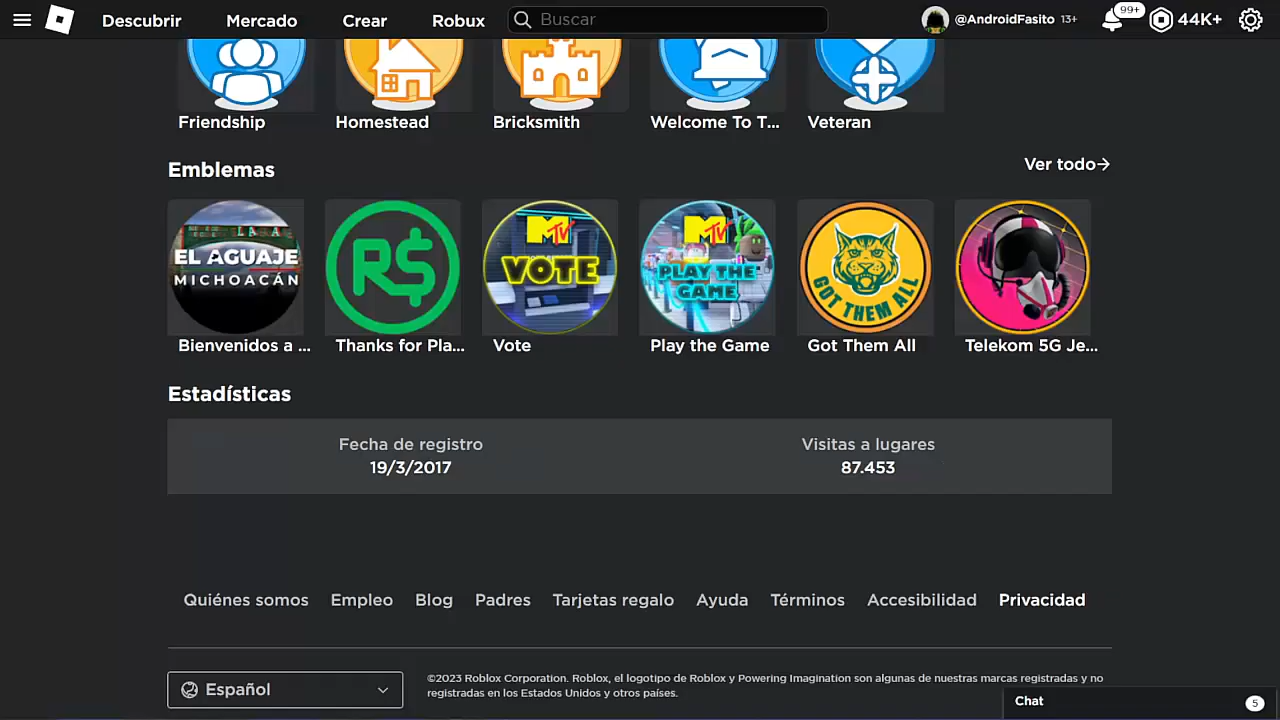 Descubrir Mercado Crear Robux Buscar @AndroidFasito 13+ 99+ 44K+
Friendship Homestead Bricksmith Welcome To T... Veteran
Emblemas Ver todo→
EL AGUAJE
MICHOACÁN
R$
MTV
VOTE
MTV
PLAY THE
GAME
GOT THEM ALL
Bienvenidos a ... Thanks for Pla... Vote Play the Game Got Them All Telekom 5G Je...
Estadísticas
Fecha de registro Visitas a lugares
19/3/2017 87.453
Quiénes somos Empleo Blog Padres Tarjetas regalo Ayuda Términos Accesibilidad Privacidad
Español
©2023 Roblox Corporation. Roblox, el logotipo de Roblox y Powering Imagination son algunas de nuestras marcas registradas y no
registradas en los Estados Unidos y otros países.
Chat 5